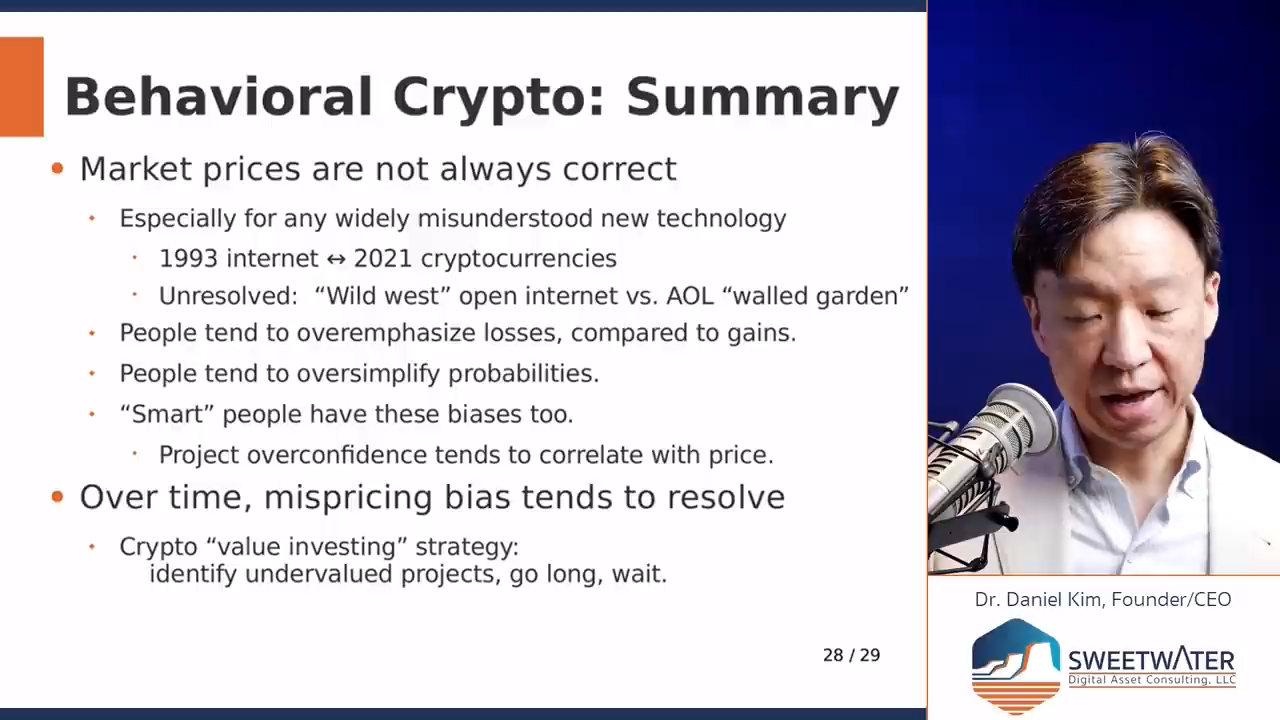 Behavioral Crypto: Summary
• Market prices are not always correct
• Especially for any widely misunderstood new technology
• 1993 internet ↔ 2021 cryptocurrencies
• Unresolved:  “Wild west” open internet vs. AOL “walled garden”
• People tend to overemphasize losses, compared to gains.
• People tend to oversimplify probabilities.
• “Smart” people have these biases too.
• Project overconfidence tends to correlate with price.
• Over time, mispricing bias tends to resolve
• Crypto “value investing” strategy:
identify undervalued projects, go long, wait.
28 / 29
Dr. Daniel Kim, Founder/CEO
SWEETWATER
Digital Asset Consulting, LLC